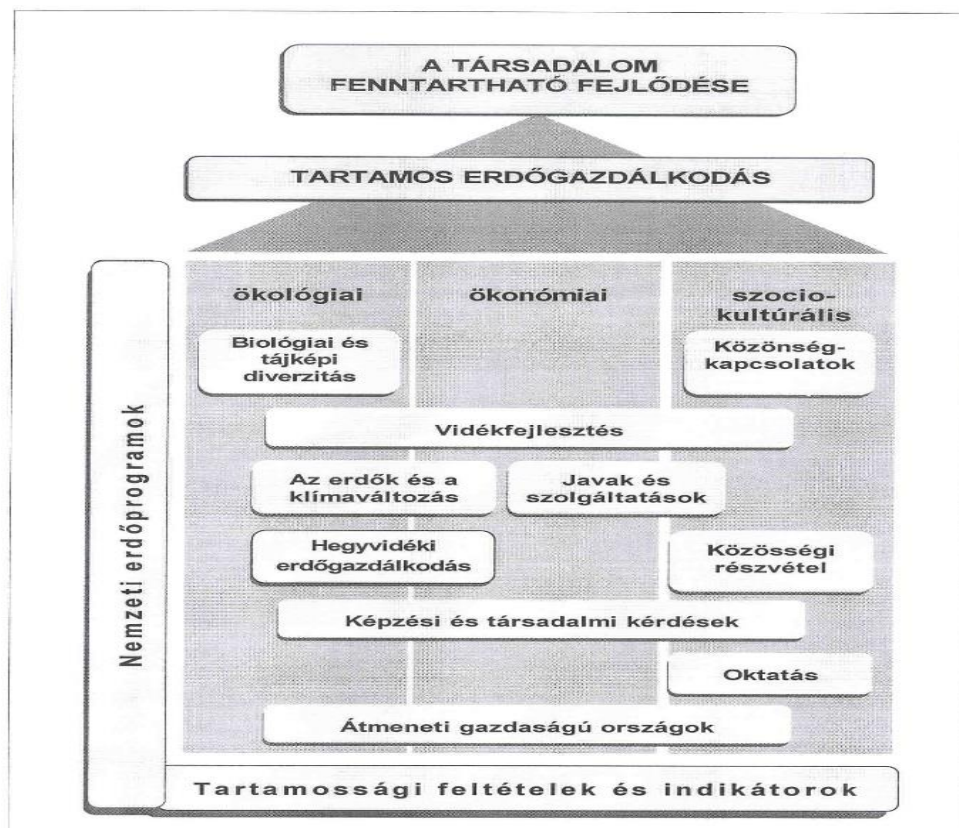 A TÁRSADALOM
FENNTARTHATÓ FEJLŐDÉSE
TARTAMOS ERDŐGAZDÁLKODÁS
Nemzeti erdőprogramok
ökológiai
ökonómiai
szocio-
kultúrális
Biológiai és
tájképi
diverzitás
Közönség-
kapcsolatok
Vidékfejlesztés
Az erdők és a
klímaváltozás
Javak és
szolgáltatások
Hegyvidéki
erdőgazdálkodás
Közösségi
részvétel
Képzési és társadalmi kérdések
Oktatás
Átmeneti gazdaságú országok
Tartamossági feltételek és indikátorok